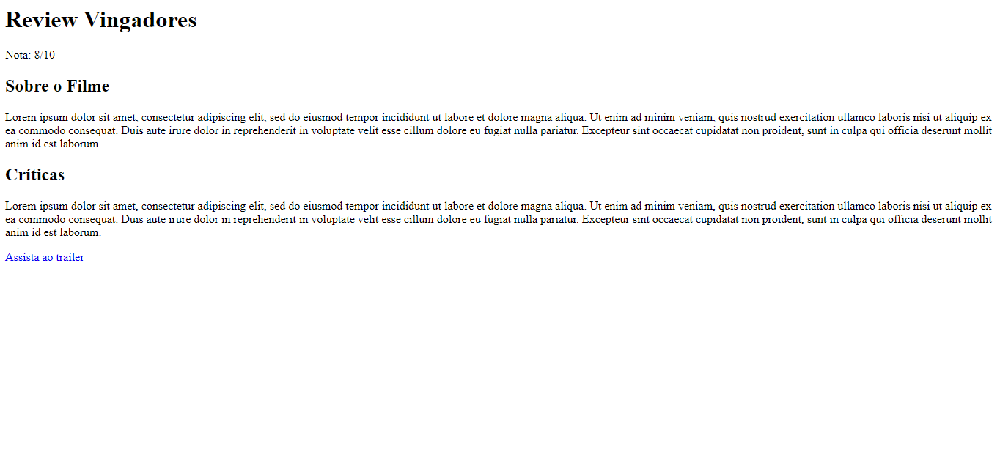 Review Vingadores
Nota: 8/10
Sobre o Filme
Lorem ipsum dolor sit amet, consectetur adipiscing elit, sed do eiusmod tempor incididunt ut labore et dolore magna aliqua. Ut enim ad minim veniam, quis nostrud exercitation ullamco laboris nisi ut aliquip ex
ea commodo consequat. Duis aute irure dolor in reprehenderit in voluptate velit esse cillum dolore eu fugiat nulla pariatur. Excepteur sint occaecat cupidatat non proident, sunt in culpa qui officia deserunt mollit
anim id est laborum.
Críticas
Lorem ipsum dolor sit amet, consectetur adipiscing elit, sed do eiusmod tempor incididunt ut labore et dolore magna aliqua. Ut enim ad minim veniam, quis nostrud exercitation ullamco laboris nisi ut aliquip ex
ea commodo consequat. Duis aute irure dolor in reprehenderit in voluptate velit esse cillum dolore eu fugiat nulla pariatur. Excepteur sint occaecat cupidatat non proident, sunt in culpa qui officia deserunt mollit
anim id est laborum.
Assista ao trailer